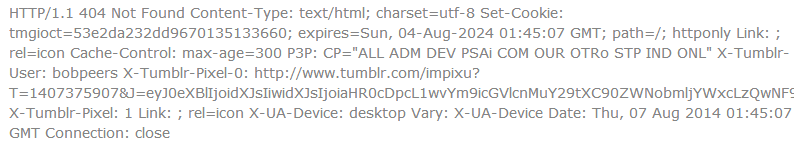 HTTP/1.1 404 Not Found Content-Type: text/html; charset=utf-8 Set-Cookie:
tmgioct=53e2da232dd9670135133660; expires=Sun, 04-Aug-2024 01:45:07 GMT; path=/; httponly Link: ;
rel=icon Cache-Control: max-age=300 P3P: CP="ALL ADM DEV PSAi COM OUR OTRo STP IND ONL" X-Tumblr-
User: bobpeers X-Tumblr-Pixel-0: http://www.tumblr.com/impixu?
T=1407375907&J=eyJ0eXBlIjoidXJsIiwidXJsIjoiaHR0cDpcL1wvYm9icGVlcnMuY29tXC90ZWNobmljYWxcLzQwNF9
X-Tumblr-Pixel: 1 Link: ; rel=icon X-UA-Device: desktop Vary: X-UA-Device Date: Thu, 07 Aug 2014 01:45:07
GMT Connection: close